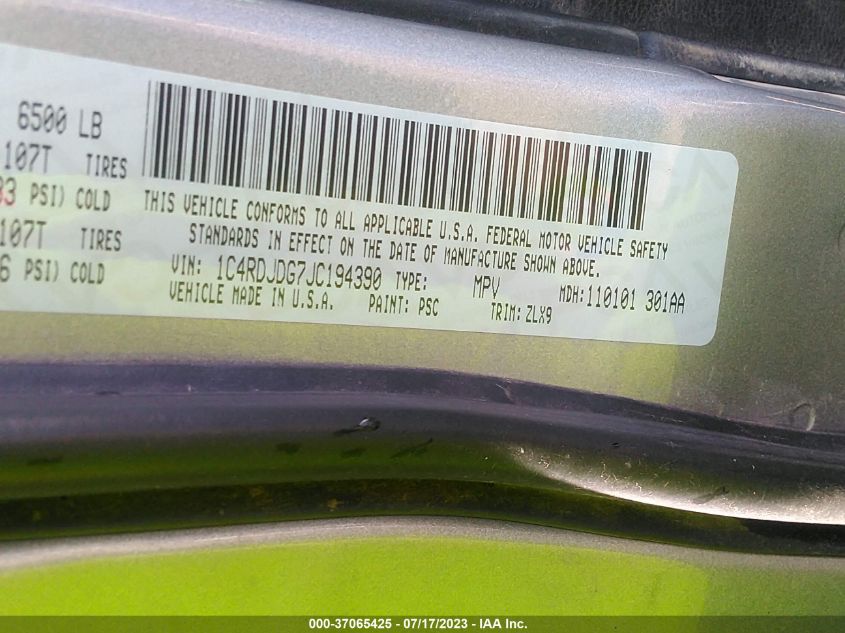 6500 LB
107T TIRES
33 PSI) COLD
107T TIRES
6 PSI) COLD
THIS VEHICLE CONFORMS TO ALL APPLICABLE U.S.A. FEDERAL MOTOR VEHICLE SAFETY
STANDARDS IN EFFECT ON THE DATE OF MANUFACTURE SHOWN ABOVE.
VIN: 1C4RDJDG7JC194390 TYPE: MPV MDH: 110101 301AA
VEHICLE MADE IN U.S.A. PAINT: PSC TRIM: ZLX9
000-37065425 - 07/17/2023 - IAA Inc.